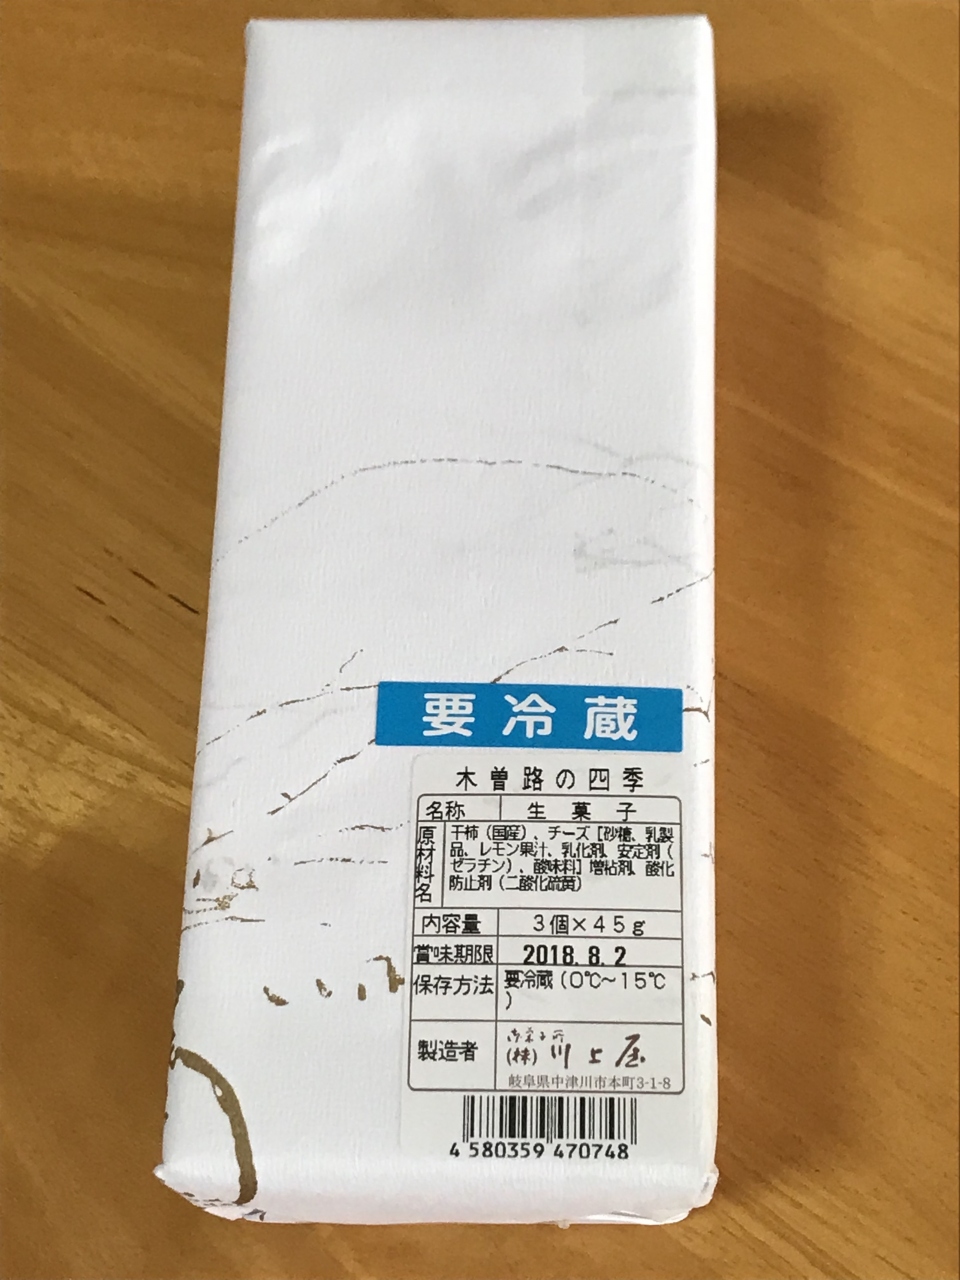 要冷蔵
木曽路の四季
名称 生菓子
原材料名 干柿(国産)、チーズ[砂糖、乳製
品、レモン果汁、乳化剤、安定剤(
ゼラチン)、酸味料]増粘剤、酸化
防止剤(二酸化硫黄)
内容量 3個×45g
賞味期限 2018.8.2
保存方法 要冷蔵(0℃~15℃
)
製造者 御菓子所
(株)川上屋
岐阜県中津川市本町3-1-8
4 580359 470748